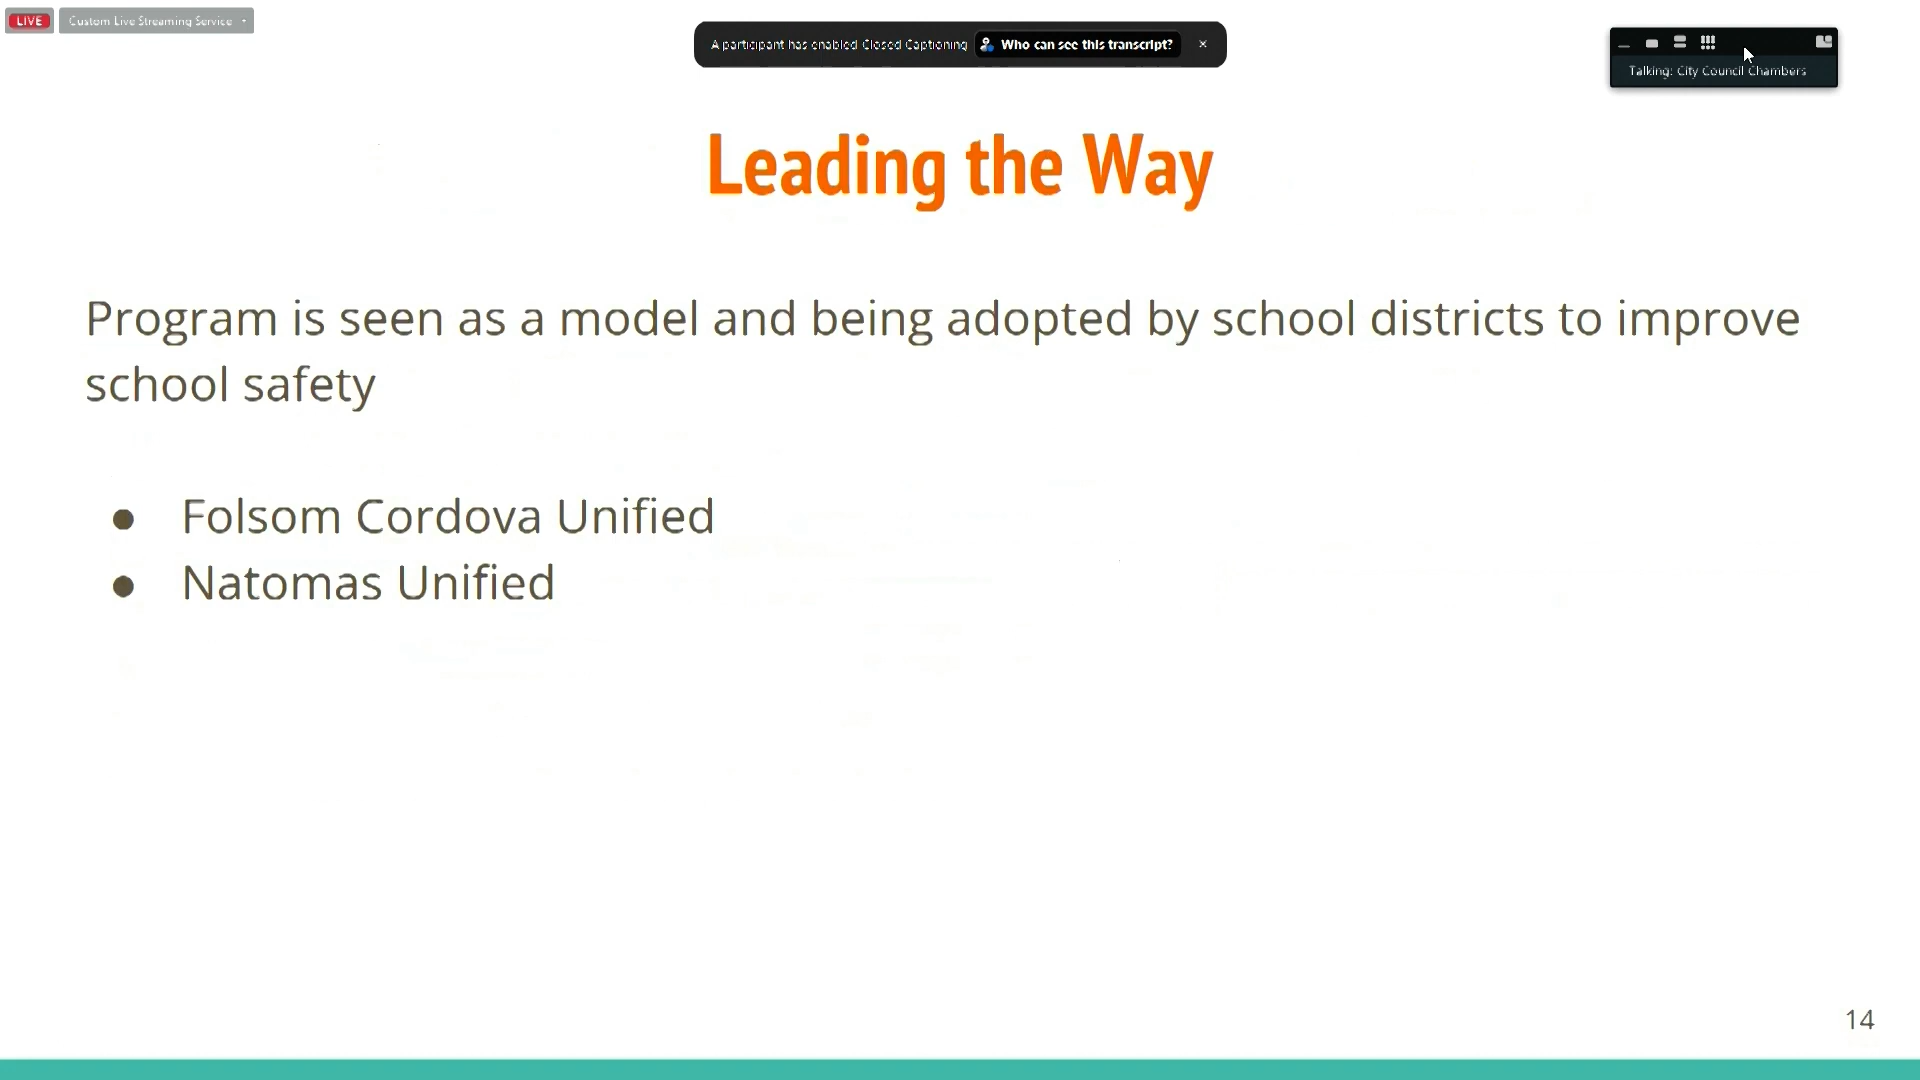 LIVE
Custom Live Streaming Service
A participant has enabled Closed Captioning Who can see this transcript?
Talking: City Council Chambers
Leading the Way
Program is seen as a model and being adopted by school districts to improve
school safety
● Folsom Cordova Unified
● Natomas Unified
14